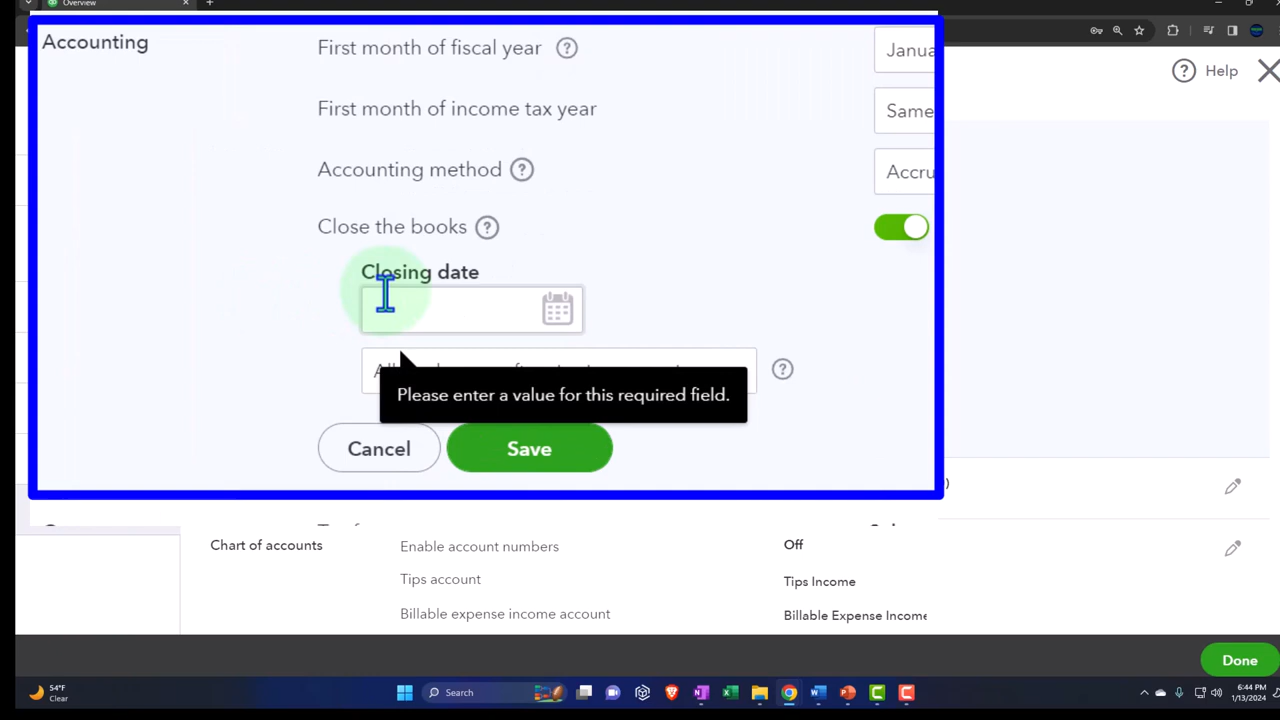 Overview
Accounting
First month of fiscal year ?
First month of income tax year
Same
Accounting method ?
Close the books ?
Closing date
Please enter a value for this required field.
?
Cancel Save
? Help
Chart of accounts
Enable account numbers Off
Tips account Tips Income
Billable expense income account Billable Expense Income
Done
54°F
Clear
Search
6:44 PM
1/13/2024